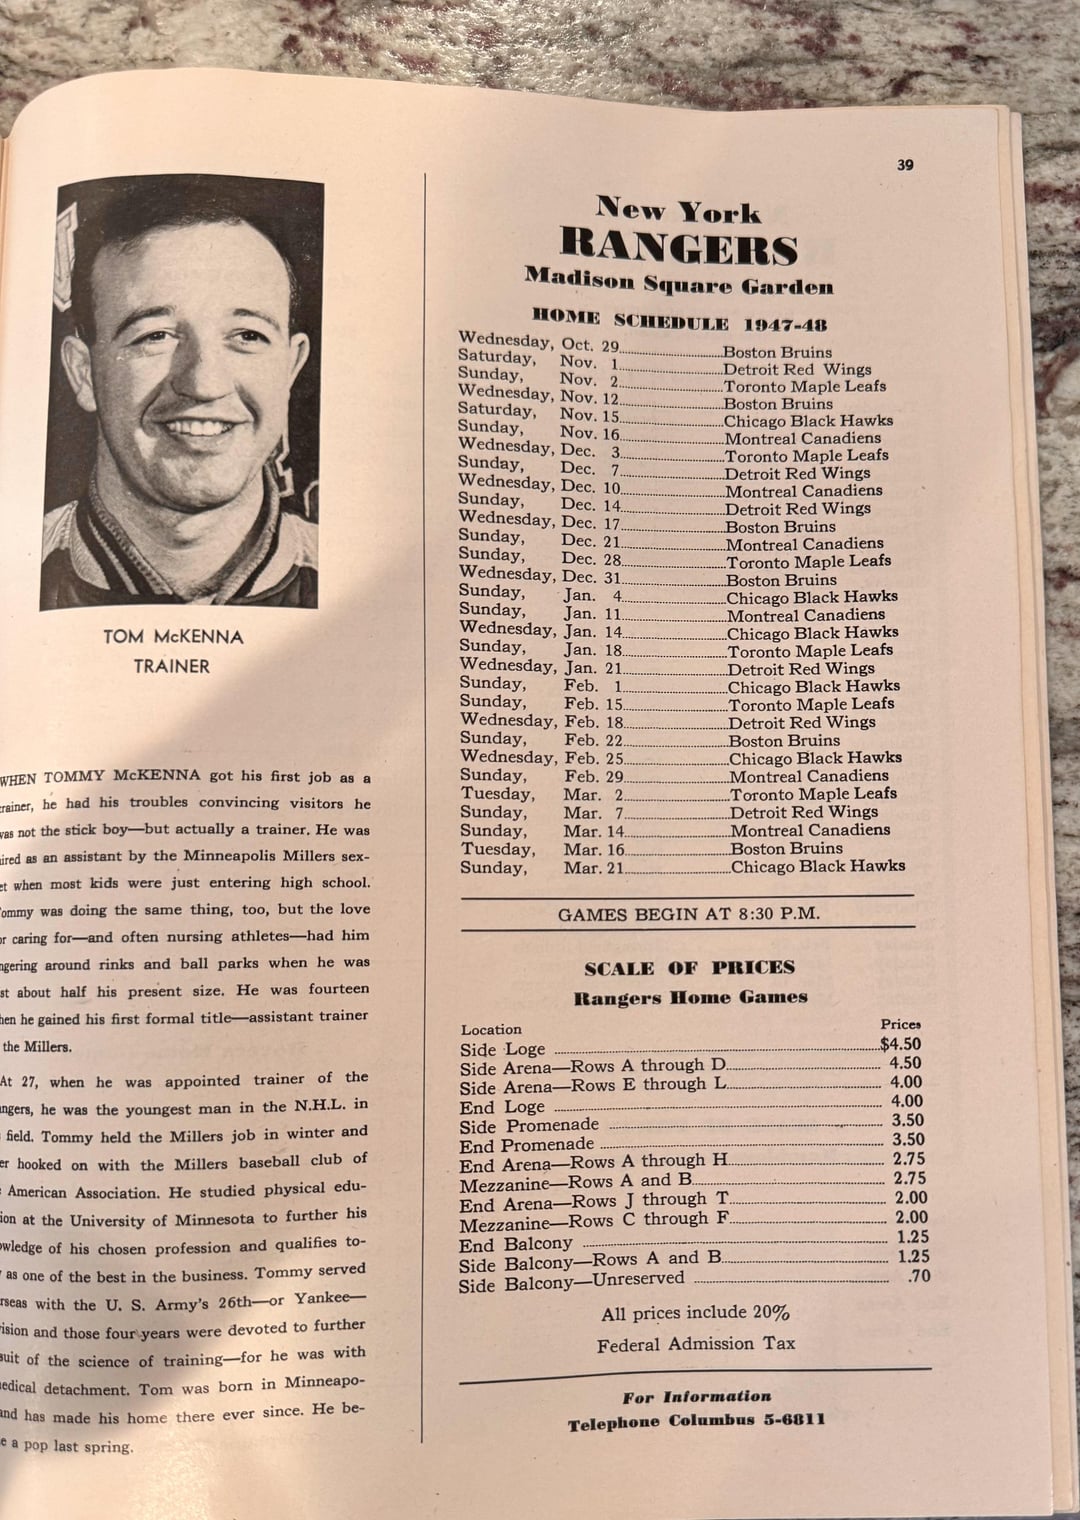 39
TOM McKENNA
TRAINER
WHEN TOMMY McKENNA got his first job as a
rainer, he had his troubles convincing visitors he
was not the stick boy—but actually a trainer. He was
ired as an assistant by the Minneapolis Millers sex-
et when most kids were just entering high school.
ommy was doing the same thing, too, but the love
or caring for—and often nursing athletes—had him
ngering around rinks and ball parks when he was
st about half his present size. He was fourteen
hen he gained his first formal title—assistant trainer
the Millers.
At 27, when he was appointed trainer of the
ngers, he was the youngest man in the N.H.L. in
field. Tommy held the Millers job in winter and
er hooked on with the Millers baseball club of
American Association. He studied physical edu-
ion at the University of Minnesota to further his
owledge of his chosen profession and qualifies to-
as one of the best in the business. Tommy served
rseas with the U. S. Army's 26th—or Yankee—
ision and those four years were devoted to further
suit of the science of training—for he was with
edical detachment. Tom was born in Minneapo-
and has made his home there ever since. He be-
e a pop last spring.
New York
RANGERS
Madison Square Garden
HOME SCHEDULE 1947-48
Wednesday, Oct. 29 Boston Bruins
Saturday, Nov. 1 Detroit Red Wings
Sunday, Nov. 2 Toronto Maple Leafs
Wednesday, Nov. 12 Boston Bruins
Saturday, Nov. 15 Chicago Black Hawks
Sunday, Nov. 16 Montreal Canadiens
Wednesday, Dec. 3 Toronto Maple Leafs
Sunday, Dec. 7 Detroit Red Wings
Wednesday, Dec. 10 Montreal Canadiens
Sunday, Dec. 14 Detroit Red Wings
Wednesday, Dec. 17 Boston Bruins
Sunday, Dec. 21 Montreal Canadiens
Sunday, Dec. 28 Toronto Maple Leafs
Wednesday, Dec. 31 Boston Bruins
Sunday, Jan. 4 Chicago Black Hawks
Sunday, Jan. 11 Montreal Canadiens
Wednesday, Jan. 14 Chicago Black Hawks
Sunday, Jan. 18 Toronto Maple Leafs
Wednesday, Jan. 21 Detroit Red Wings
Sunday, Feb. 1 Chicago Black Hawks
Sunday, Feb. 15 Toronto Maple Leafs
Wednesday, Feb. 18 Detroit Red Wings
Sunday, Feb. 22 Boston Bruins
Wednesday, Feb. 25 Chicago Black Hawks
Sunday, Feb. 29 Montreal Canadiens
Tuesday, Mar. 2 Toronto Maple Leafs
Sunday, Mar. 7 Detroit Red Wings
Sunday, Mar. 14 Montreal Canadiens
Tuesday, Mar. 16 Boston Bruins
Sunday, Mar. 21 Chicago Black Hawks
GAMES BEGIN AT 8:30 P.M.
SCALE OF PRICES
Rangers Home Games
Location Prices
Side Loge $4.50
Side Arena—Rows A through D 4.50
Side Arena—Rows E through L 4.00
End Loge 4.00
Side Promenade 3.50
End Promenade 3.50
End Arena—Rows A through H 2.75
Mezzanine—Rows A and B 2.75
End Arena—Rows J through T 2.00
Mezzanine—Rows C through F 2.00
End Balcony 1.25
Side Balcony—Rows A and B 1.25
Side Balcony—Unreserved .70
All prices include 20%
Federal Admission Tax
For Information
Telephone Columbus 5-6811